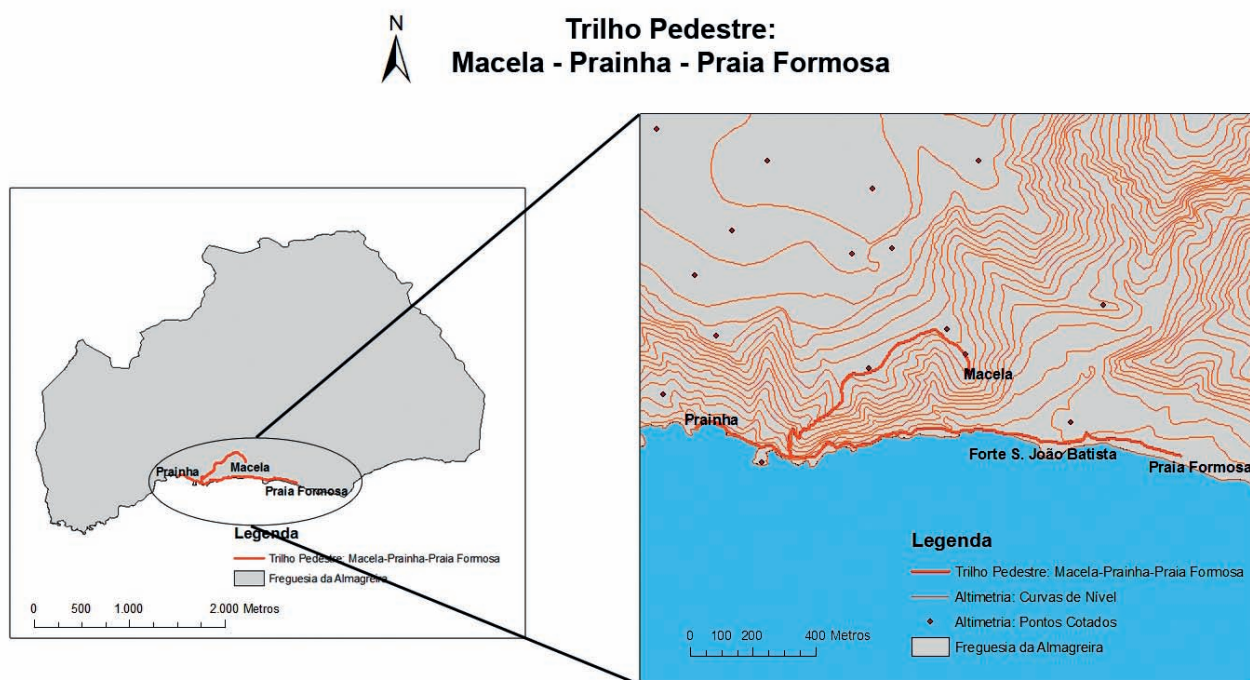 N
Trilho Pedestre:
Macela - Prainha - Praia Formosa
Prainha
Macela
Praia Formosa
Legenda
Trilho Pedestre: Macela-Prainha-Praia Formosa
Freguesia da Almagreira
0 500 1.000 2.000 Metros
Macela
Prainha
Forte S. João Batista
Praia Formosa
Legenda
Trilho Pedestre: Macela-Prainha-Praia Formosa
Altimetria: Curvas de Nível
Altimetria: Pontos Cotados
Freguesia da Almagreira
0 100 200 400 Metros